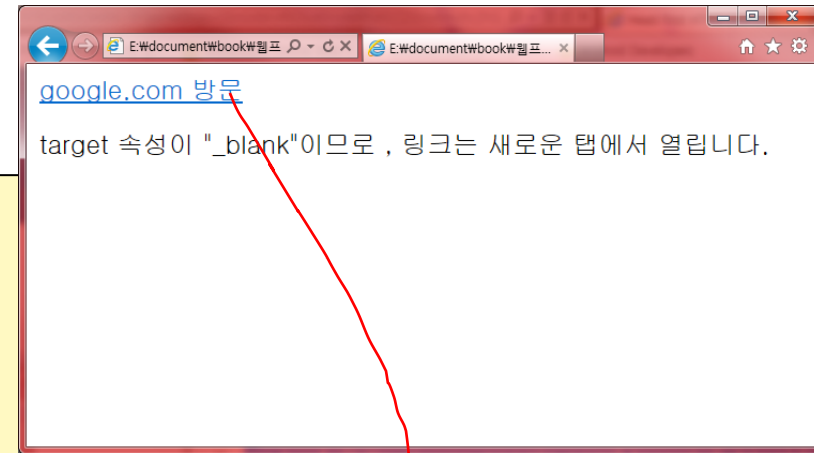 E:₩document₩book₩웹프
E:₩document₩book₩웹프...
google.com 방문
target 속성이 "_blank"이므로 , 링크는 새로운 탭에서 열립니다.